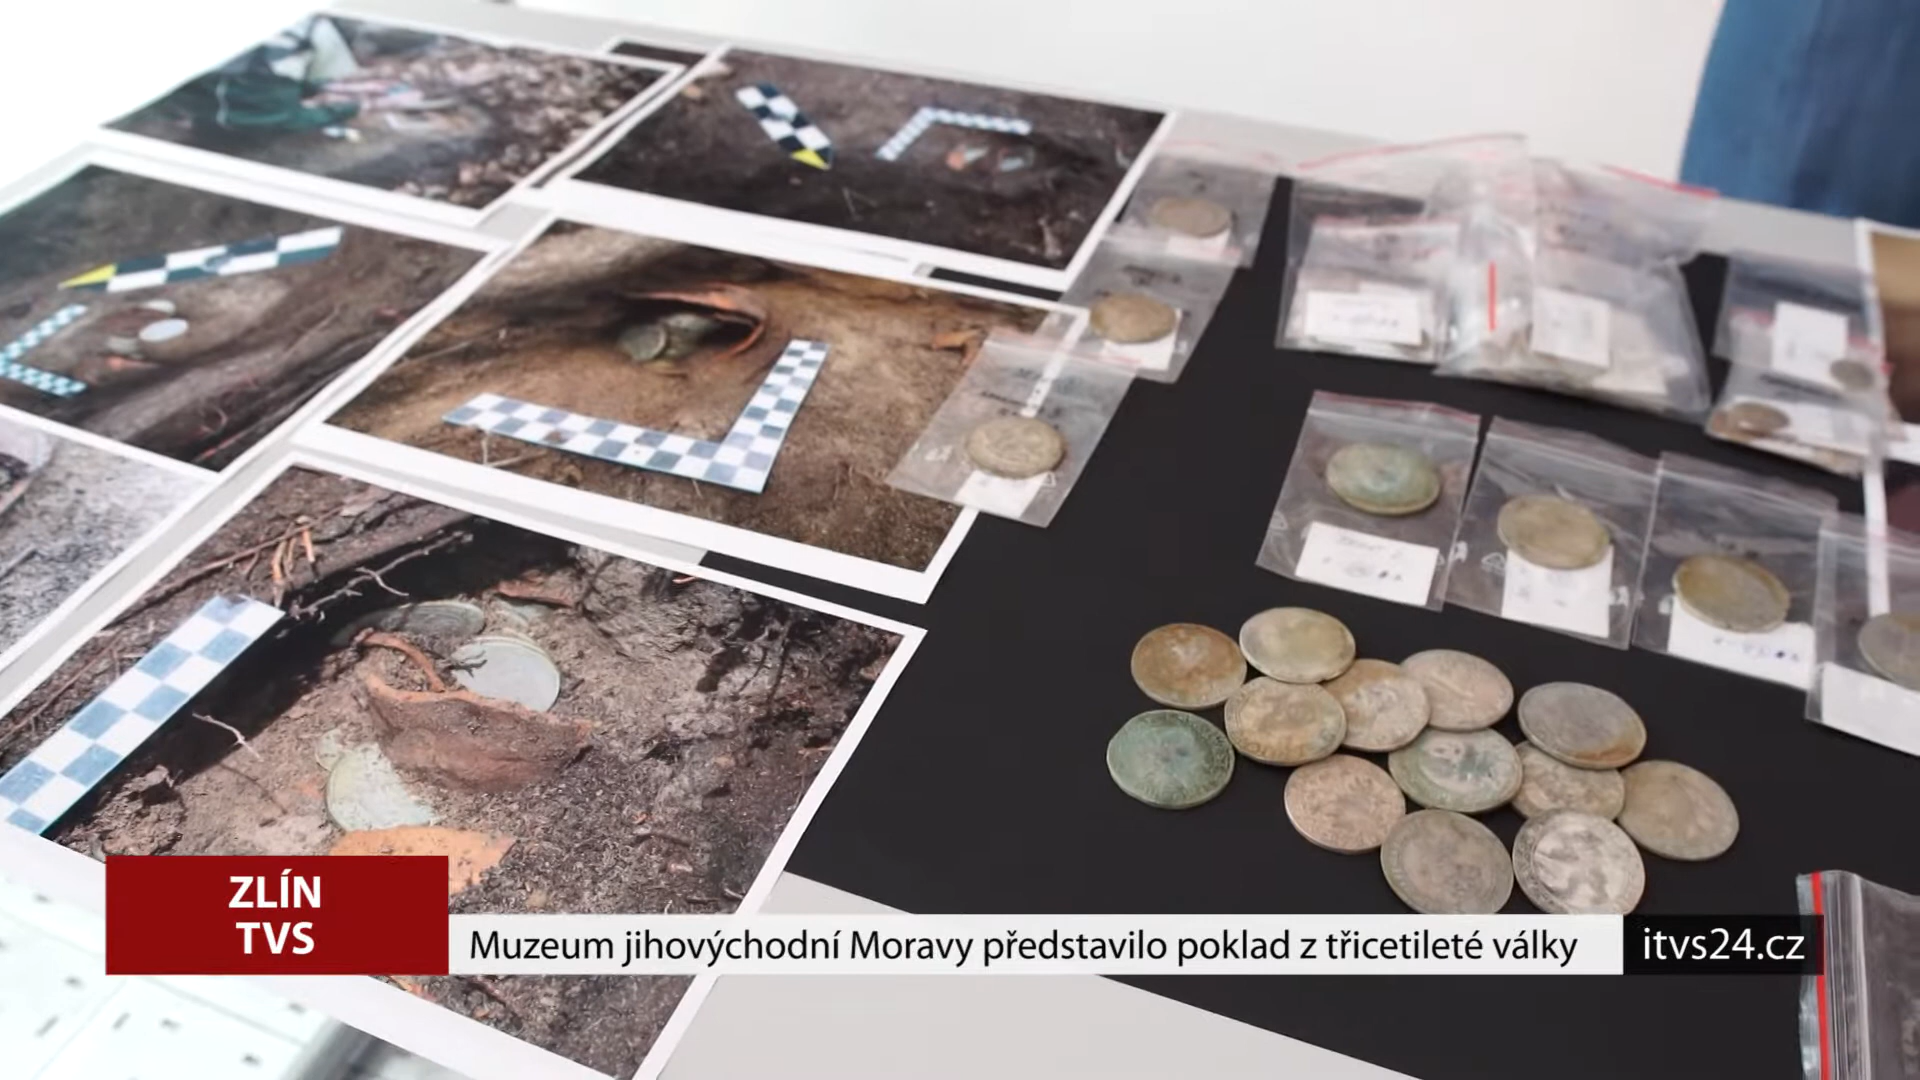 ZLÍN
TVS
Muzeum jihovýchodní Moravy představilo poklad z třicetileté války
itvs24.cz